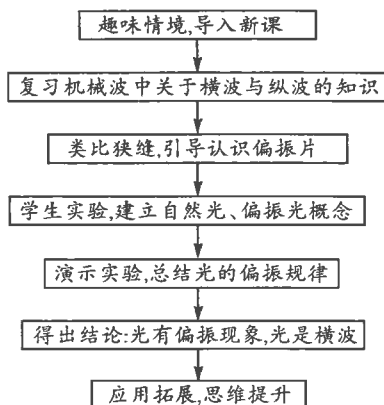 趣味情境,导入新课
复习机械波中关于横波与纵波的知识
类比狭缝,引导认识偏振片
学生实验,建立自然光、偏振光概念
演示实验,总结光的偏振规律
得出结论:光有偏振现象,光是横波
应用拓展,思维提升